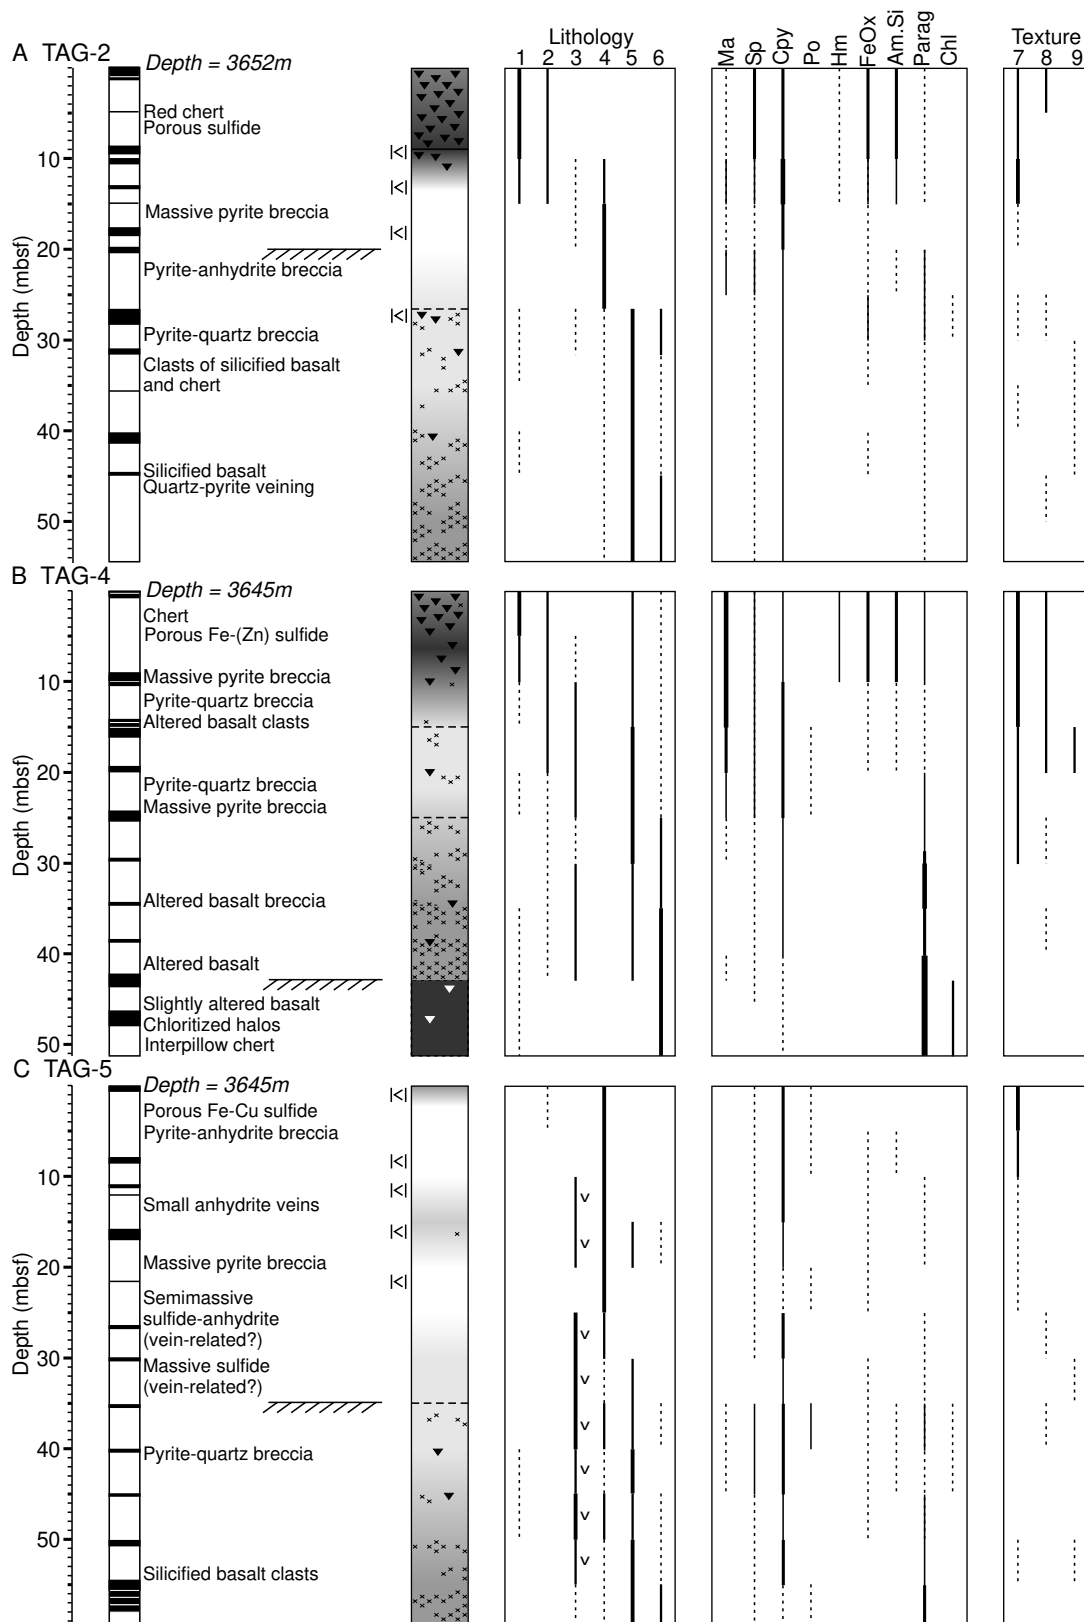 A TAG-2
Depth = 3652m
Lithology
1 2 3 4 5 6
Ma Sp Cpy Po Hm FeOx Am.Si Parag Chl
Texture
7 8 9
Red chert
Porous sulfide
10
Massive pyrite breccia
20
Pyrite-anhydrite breccia
Depth (mbsf)
30
Pyrite-quartz breccia
Clasts of silicified basalt
and chert
40
Silicified basalt
Quartz-pyrite veining
50
B TAG-4
Depth = 3645m
Chert
Porous Fe-(Zn) sulfide
10
Massive pyrite breccia
Pyrite-quartz breccia
Altered basalt clasts
20
Pyrite-quartz breccia
Massive pyrite breccia
Depth (mbsf)
30
Altered basalt breccia
40
Altered basalt
Slightly altered basalt
Chloritized halos
50
Interpillow chert
C TAG-5
Depth = 3645m
Porous Fe-Cu sulfide
Pyrite-anhydrite breccia
10
Small anhydrite veins
20
Massive pyrite breccia
Semimassive
sulfide-anhydrite
(vein-related?)
Depth (mbsf)
30
Massive sulfide
(vein-related?)
40
Pyrite-quartz breccia
50
Silicified basalt clasts